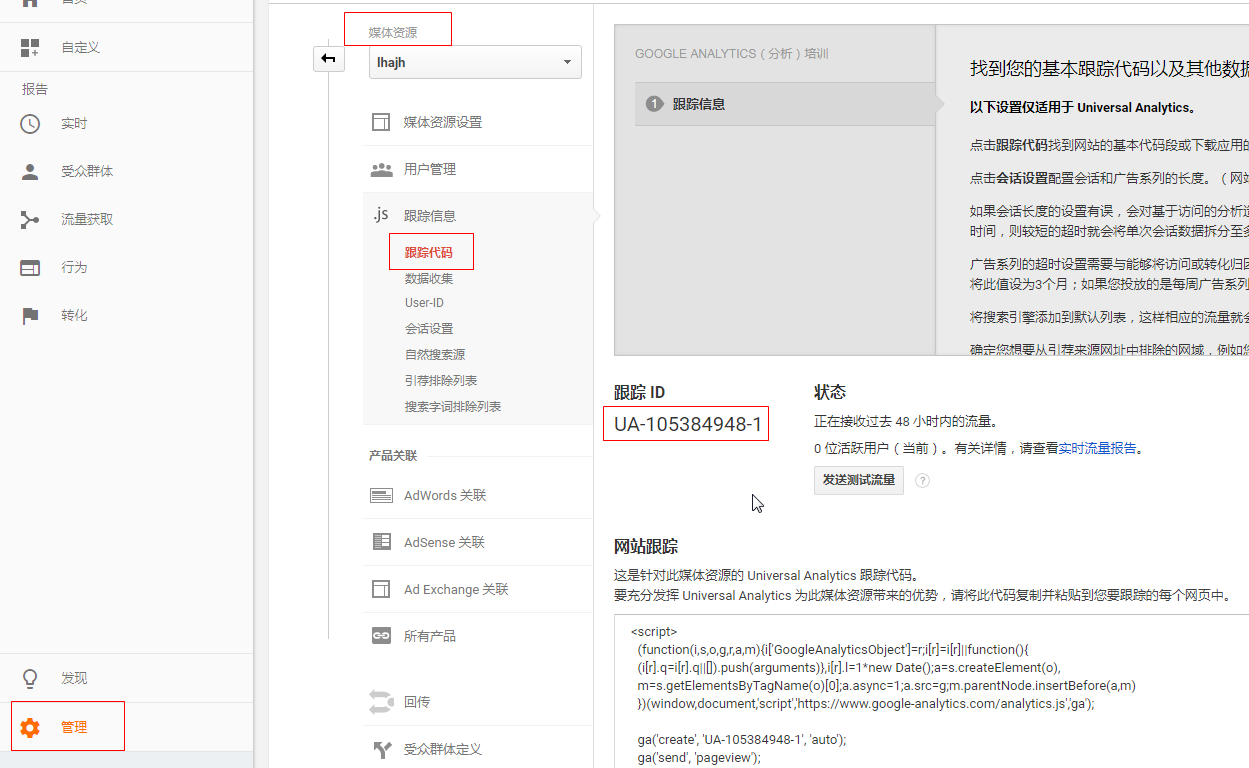 首页
自定义
报告
实时
受众群体
流量获取
行为
转化
发现
管理
媒体资源
lhajh
媒体资源设置
用户管理
.js 跟踪信息
跟踪代码
数据收集
User-ID
会话设置
自然搜索源
引荐排除列表
搜索字词排除列表
产品关联
AdWords 关联
AdSense 关联
Ad Exchange 关联
所有产品
回传
受众群体定义
GOOGLE ANALYTICS（分析）培训
1 跟踪信息
找到您的基本跟踪代码以及其他数据
以下设置仅适用于 Universal Analytics。
点击跟踪代码找到网站的基本代码段或下载应用的
点击会话设置配置会话和广告系列的长度。（网站
如果会话长度的设置有误，会对基于访问的分析造
时间，则较短的超时就会将单次会话数据拆分至多
广告系列的超时设置需要与能够将访问或转化归因
将此值设为3个月；如果您投放的是每周广告系列
将搜索引擎添加到默认列表，这样相应的流量就会
确定您想要从引荐来源网址中排除的网域，例如您
跟踪 ID
UA-105384948-1
状态
正在接收过去 48 小时内的流量。
0 位活跃用户（当前）。有关详情，请查看实时流量报告。
发送测试流量 ?
网站跟踪
这是针对此媒体资源的 Universal Analytics 跟踪代码。
要充分发挥 Universal Analytics 为此媒体资源带来的优势，请将此代码复制并粘贴到您要跟踪的每个网页中。
<script>
(function(i,s,o,g,r,a,m){i['GoogleAnalyticsObject']=r;i[r]=i[r]||function(){
(i[r].q=i[r].q||[]).push(arguments)},i[r].l=1*new Date();a=s.createElement(o),
m=s.getElementsByTagName(o)[0];a.async=1;a.src=g;m.parentNode.insertBefore(a,m)
})(window,document,'script','https://www.google-analytics.com/analytics.js','ga');
ga('create', 'UA-105384948-1', 'auto');
ga('send', 'pageview');